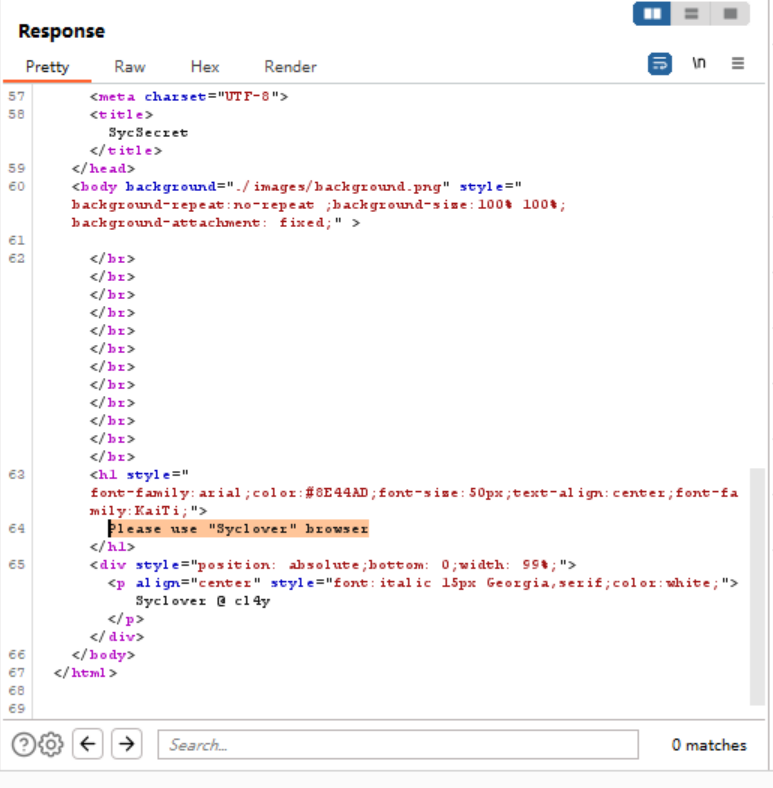 Response
Pretty Raw Hex Render \n
57 <meta charset="UTF-8">
58 <title>
SycSecret
</title>
59 </head>
60 <body background="./images/background.png" style="
background-repeat:no-repeat ;background-size:100% 100%;
background-attachment: fixed;" >
61
62 </br>
</br>
</br>
</br>
</br>
</br>
</br>
</br>
</br>
</br>
</br>
</br>
63 <h1 style="
font-family:arial;color:#8E44AD;font-size:50px;text-align:center;font-fa
mily:KaiTi;">
64 Please use "Syclover" browser
</h1>
65 <div style="position: absolute;bottom: 0;width: 99%;">
<p align="center" style="font:italic 15px Georgia,serif;color:white;">
Syclover @ cl4y
</p>
</div>
66 </body>
67 </html>
68
69
Search... 0 matches